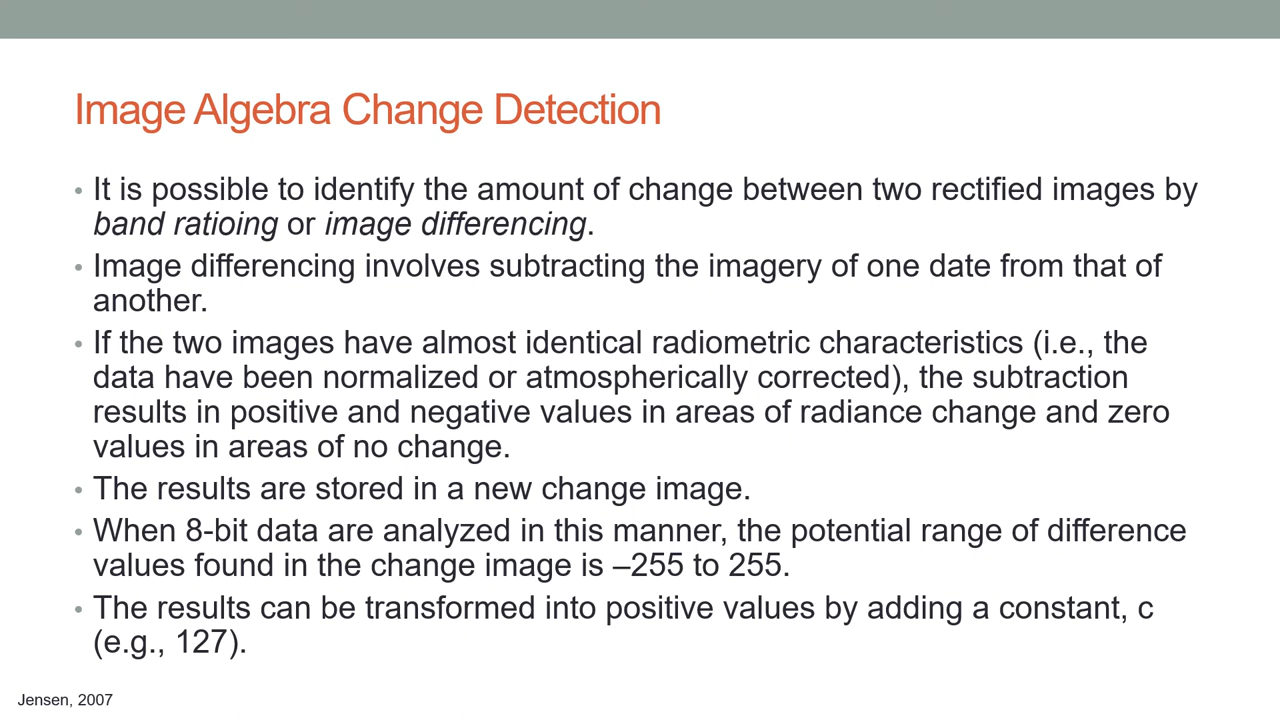 Image Algebra Change Detection
• It is possible to identify the amount of change between two rectified images by
band ratioing or image differencing.
• Image differencing involves subtracting the imagery of one date from that of
another.
• If the two images have almost identical radiometric characteristics (i.e., the
data have been normalized or atmospherically corrected), the subtraction
results in positive and negative values in areas of radiance change and zero
values in areas of no change.
• The results are stored in a new change image.
• When 8-bit data are analyzed in this manner, the potential range of difference
values found in the change image is –255 to 255.
• The results can be transformed into positive values by adding a constant, c
(e.g., 127).
Jensen, 2007